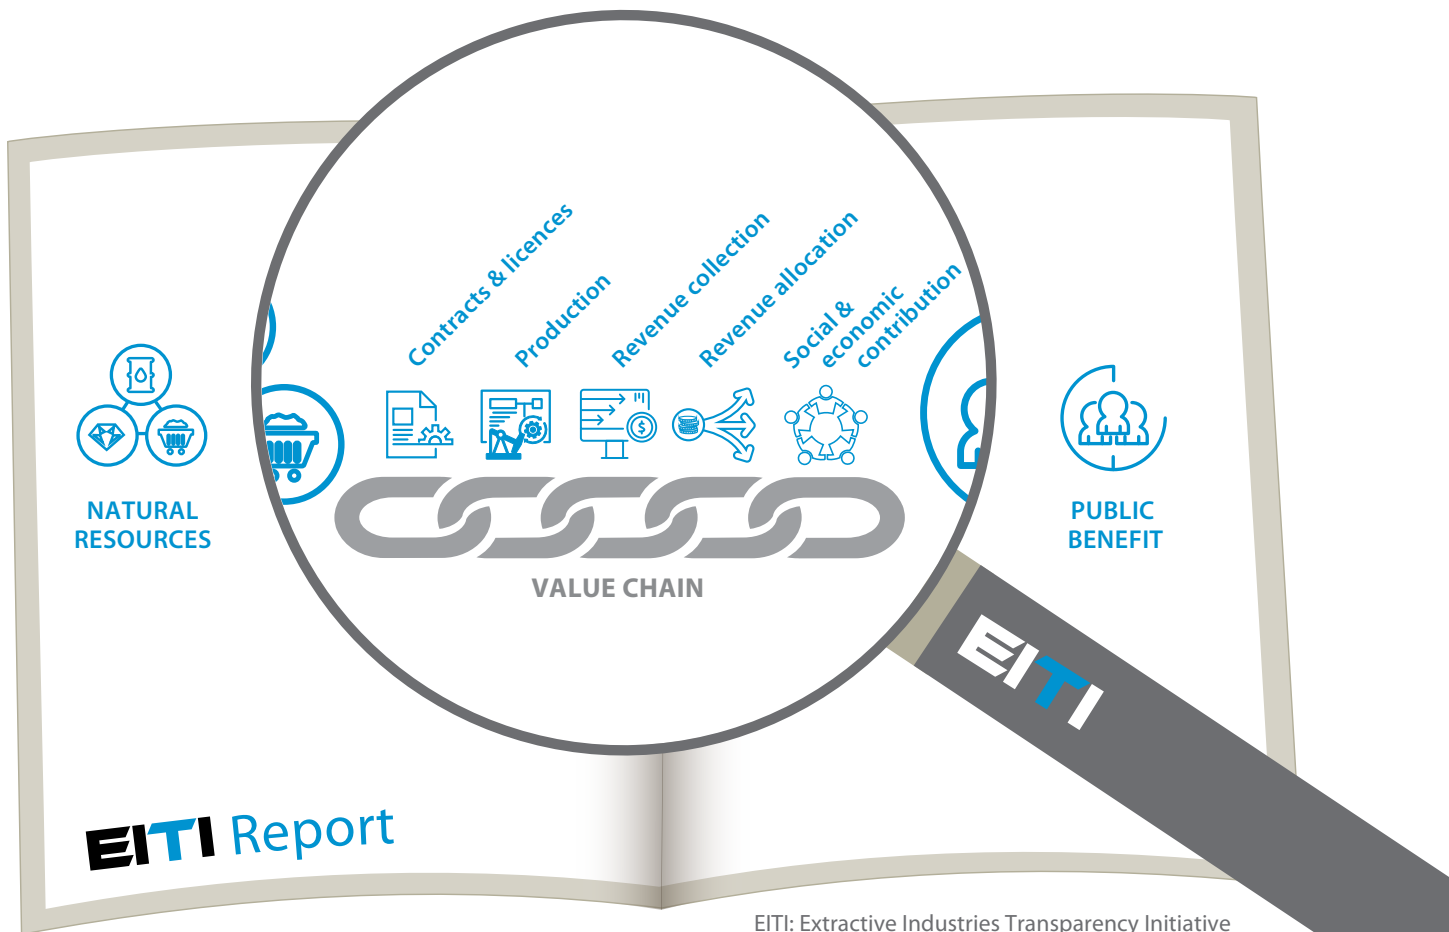 Contracts & licences
Production
Revenue collection
Revenue allocation
Social &
economic
contribution
NATURAL
RESOURCES
VALUE CHAIN
PUBLIC
BENEFIT
EITI
EITI Report
EITI: Extractive Industries Transparency Initiative